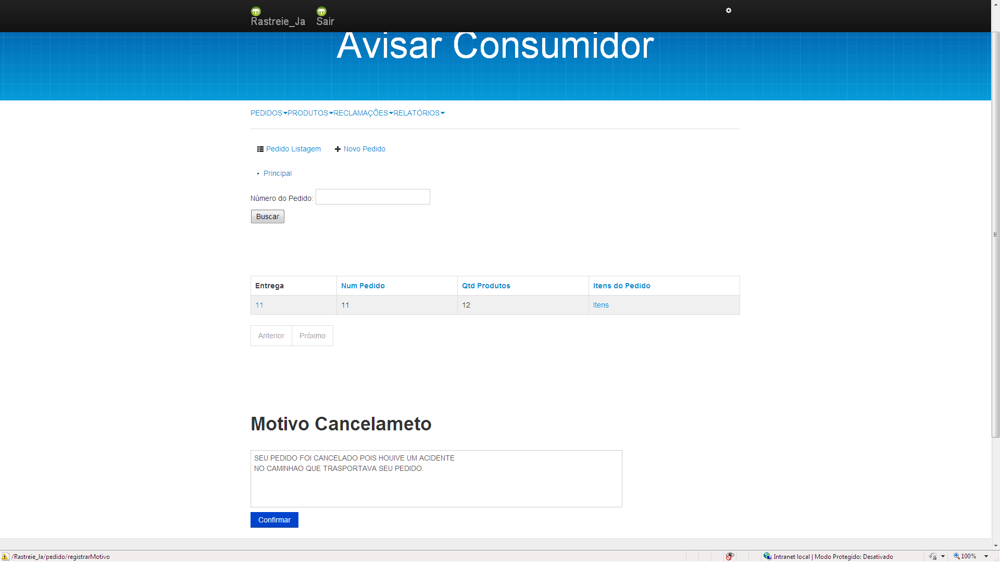 Rastreie_Ja Sair
Avisar Consumidor
PEDIDOS PRODUTOS RECLAMAÇÕES RELATÓRIOS
Pedido Listagem Novo Pedido
• Principal
Número do Pedido:
Buscar
Entrega Num Pedido Qtd Produtos Itens do Pedido
11 11 12 Itens
Anterior Próximo
Motivo Cancelameto
SEU PEDIDO FOI CANCELADO POIS HOUIVE UM ACIDENTE
NO CAMINHAO QUE TRASPORTAVA SEU PEDIDO.
Confirmar
/Rastreie_Ja/pedido/registrarMotivo Intranet local | Modo Protegido: Desativado 100%